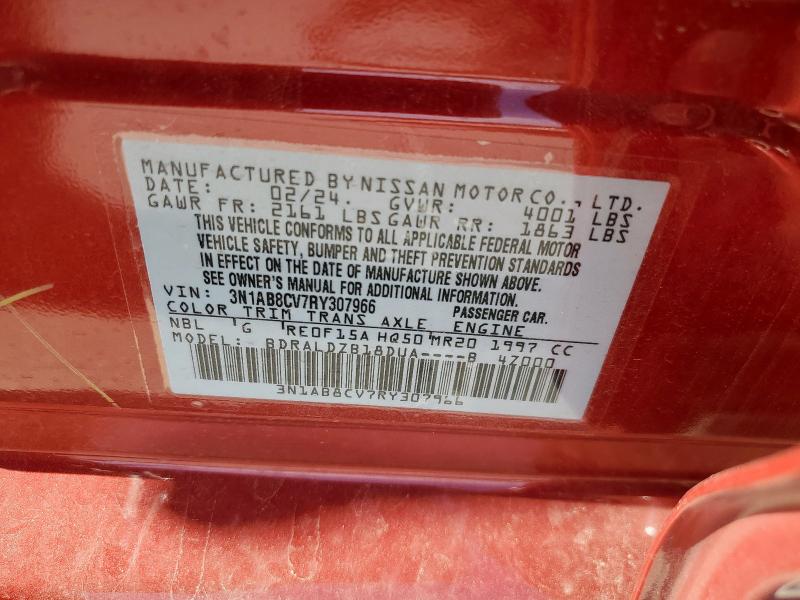 MANUFACTURED BY NISSAN MOTOR CO., LTD.
DATE: 02/24. GVWR: 4001 LBS
GAWR FR: 2161 LBS GAWR RR: 1863 LBS
THIS VEHICLE CONFORMS TO ALL APPLICABLE FEDERAL MOTOR
VEHICLE SAFETY, BUMPER AND THEFT PREVENTION STANDARDS
IN EFFECT ON THE DATE OF MANUFACTURE SHOWN ABOVE.
SEE OWNER'S MANUAL FOR ADDITIONAL INFORMATION.
VIN: 3N1AB8CV7RY307966 PASSENGER CAR.
COLOR TRIM TRANS AXLE ENGINE
NBL G RE0F15A HQ50 MR20 1997 CC
MODEL: BDRALDZB18DUA----B 47000
3N1AB8CV7RY307966